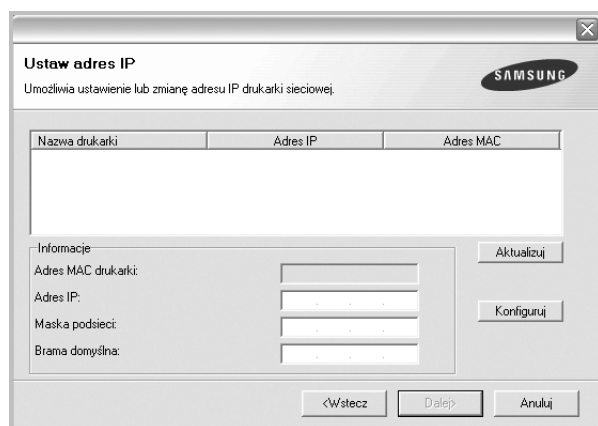 Ustaw adres IP
Umożliwia ustawienie lub zmianę adresu IP drukarki sieciowej.
SAMSUNG
Nazwa drukarki Adres IP Adres MAC
Informacje
Aktualizuj
Adres MAC drukarki:
Adres IP:
Konfiguruj
Maska podsieci:
Brama domyślna:
<Wstecz Dalej> Anuluj